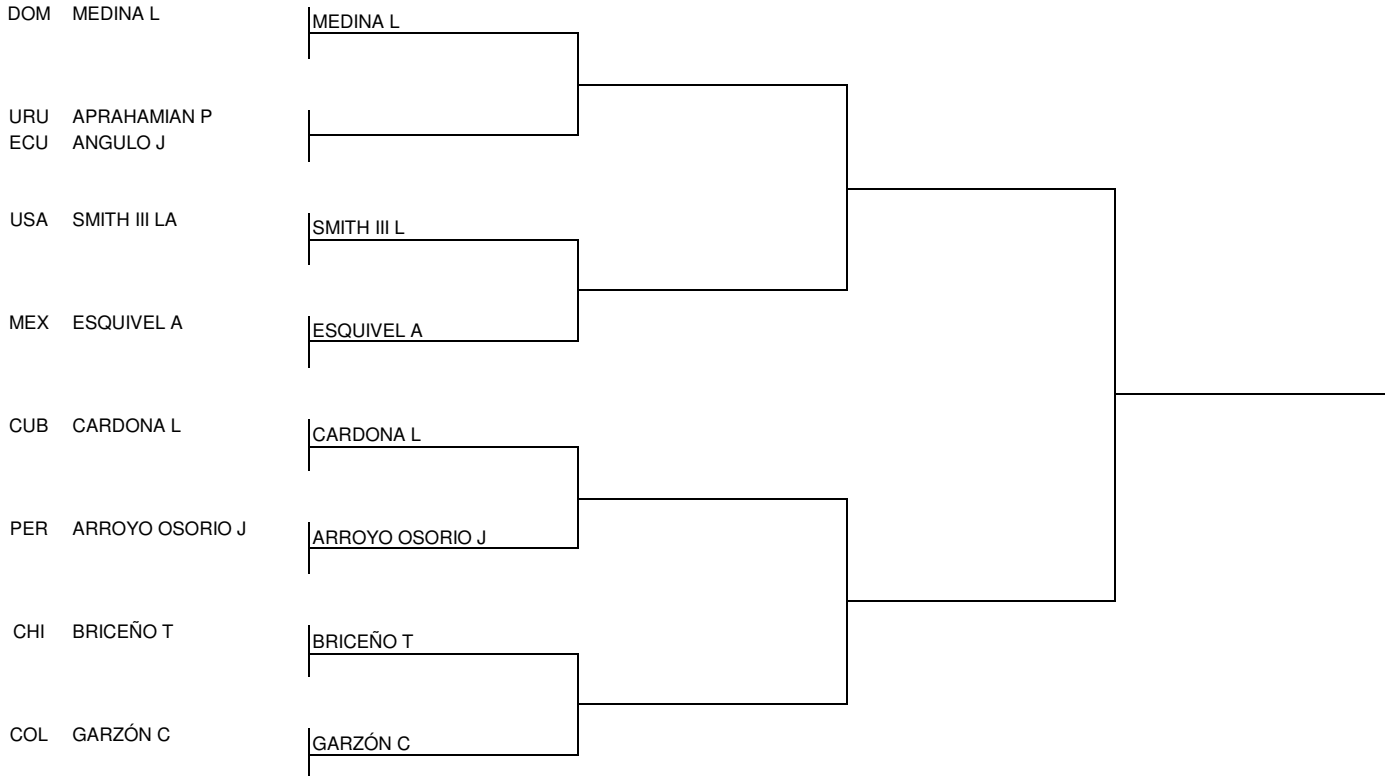 DOM MEDINA L MEDINA L
URU APRAHAMIAN P
ECU ANGULO J
USA SMITH III LA SMITH III L
MEX ESQUIVEL A ESQUIVEL A
CUB CARDONA L CARDONA L
PER ARROYO OSORIO J ARROYO OSORIO J
CHI BRICEÑO T BRICEÑO T
COL GARZÓN C GARZÓN C